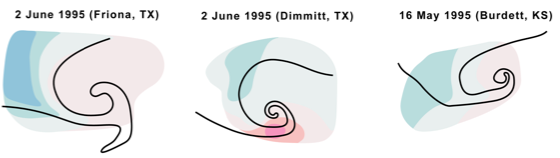 2 June 1995 (Friona, TX)
2 June 1995 (Dimmitt, TX)
16 May 1995 (Burdett, KS)